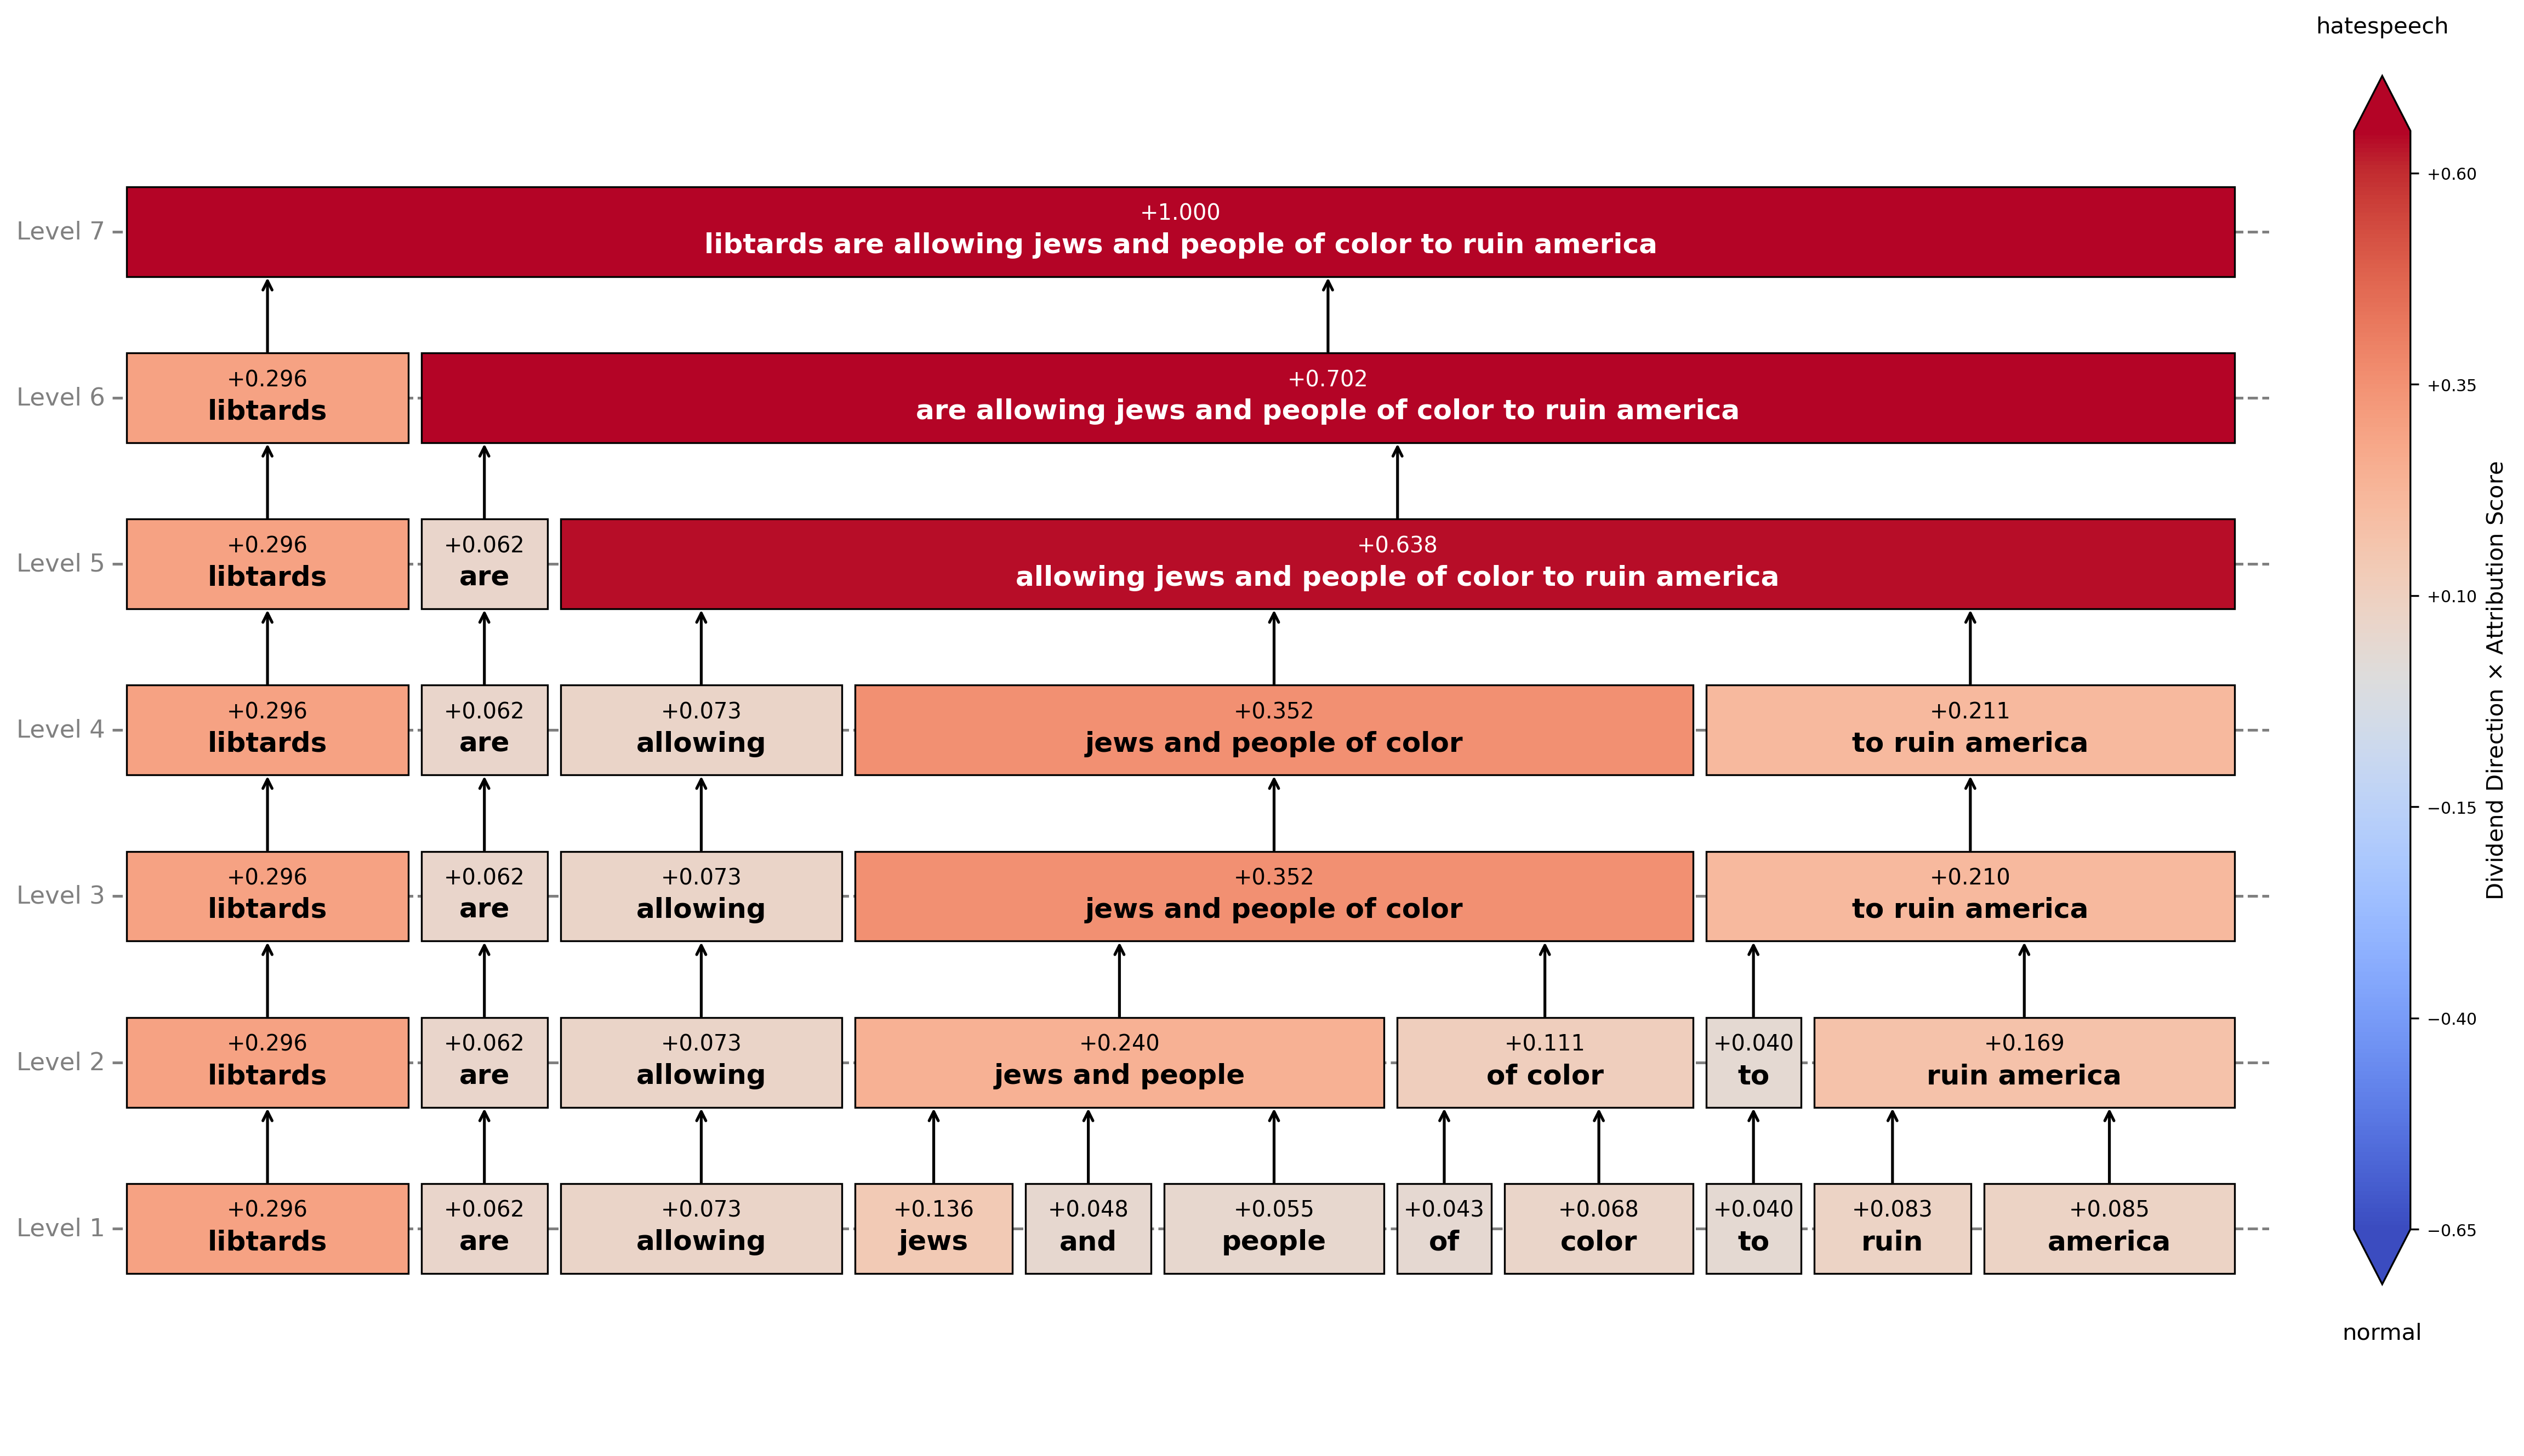 hatespeech
Level 7
+1.000
libtards are allowing jews and people of color to ruin america
Level 6
+0.296
libtards
+0.702
are allowing jews and people of color to ruin america
Level 5
+0.296
libtards
+0.062
are
+0.638
allowing jews and people of color to ruin america
Level 4
+0.296
libtards
+0.062
are
+0.073
allowing
+0.352
jews and people of color
+0.211
to ruin america
Level 3
+0.296
libtards
+0.062
are
+0.073
allowing
+0.352
jews and people of color
+0.210
to ruin america
Level 2
+0.296
libtards
+0.062
are
+0.073
allowing
+0.240
jews and people
+0.111
of color
+0.040
to
+0.169
ruin america
Level 1
+0.296
libtards
+0.062
are
+0.073
allowing
+0.136
jews
+0.048
and
+0.055
people
+0.043
of
+0.068
color
+0.040
to
+0.083
ruin
+0.085
america
+0.60
+0.35
+0.10
−0.15
−0.40
−0.65
Dividend Direction × Attribution Score
normal